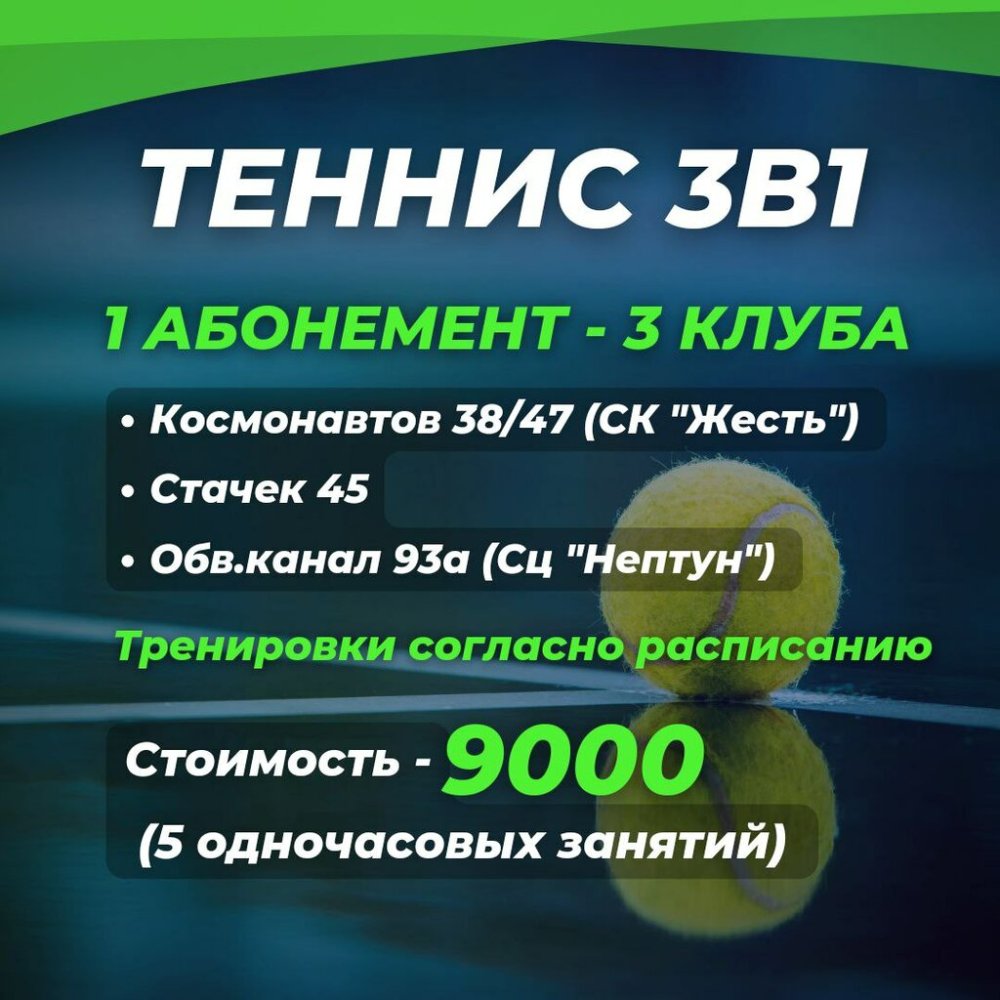 ТЕННИС 3В1
1 АБОНЕМЕНТ - 3 КЛУБА
• Космонавтов 38/47 (СК "Жесть")
• Стачек 45
• Обв.канал 93а (Сц "Нептун")
Тренировки согласно расписанию
Стоимость - 9000
(5 одночасовых занятий)